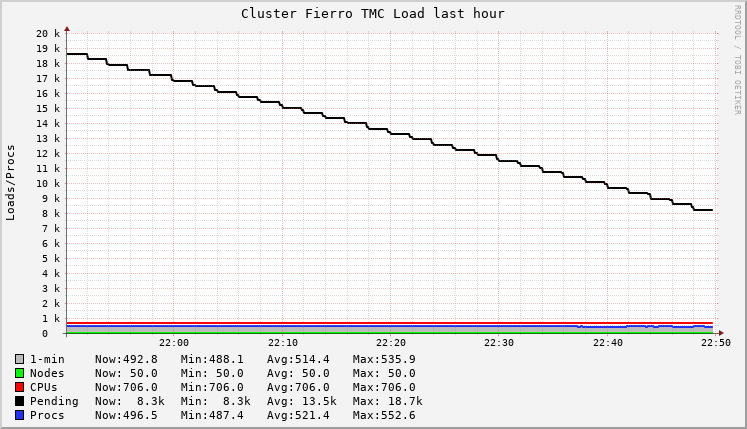 Cluster Fierro TMC Load last hour
RRDTOOL / TOBI OETIKER
Loads/Procs
20 k
19 k
18 k
17 k
16 k
15 k
14 k
13 k
12 k
11 k
10 k
9 k
8 k
7 k
6 k
5 k
4 k
3 k
2 k
1 k
0
22:00 22:10 22:20 22:30 22:40 22:50
1-min Now:492.8 Min:488.1 Avg:514.4 Max:535.9
Nodes Now: 50.0 Min: 50.0 Avg: 50.0 Max: 50.0
CPUs Now:706.0 Min:706.0 Avg:706.0 Max:706.0
Pending Now: 8.3k Min: 8.3k Avg: 13.5k Max: 18.7k
Procs Now:496.5 Min:487.4 Avg:521.4 Max:552.6